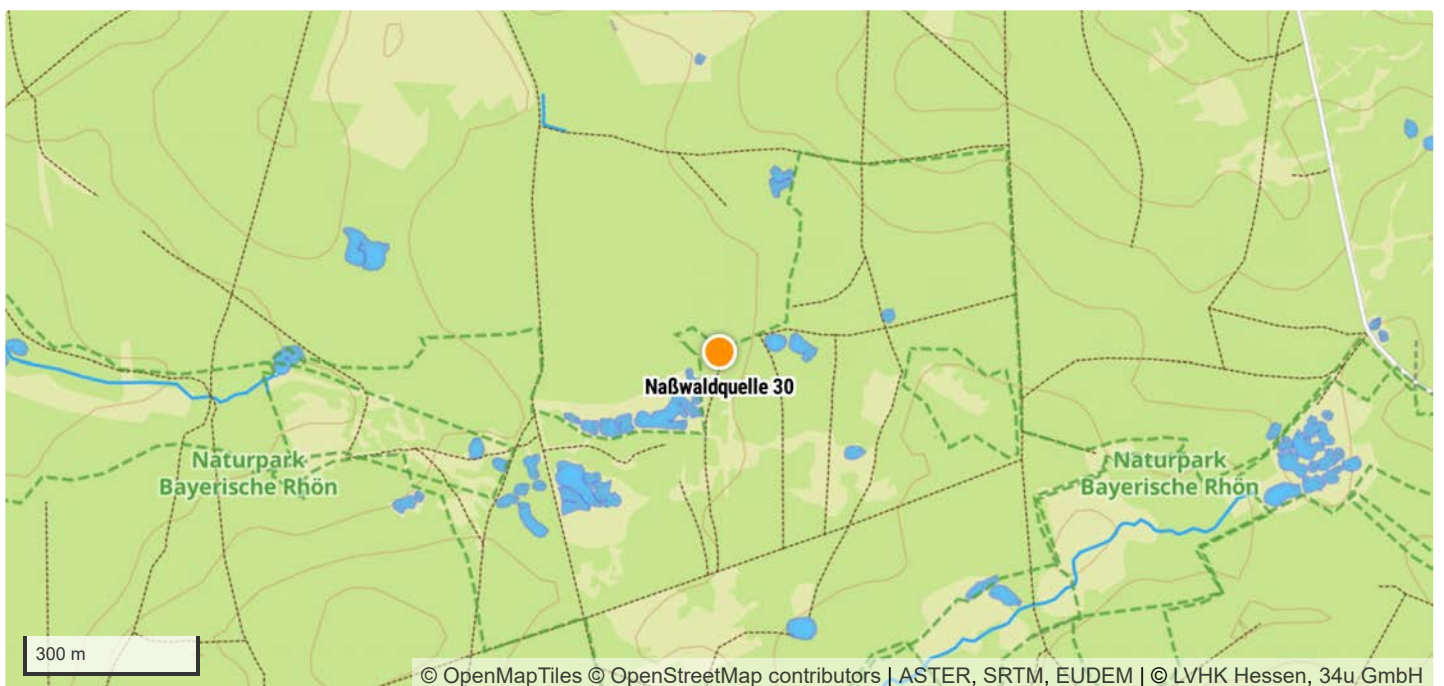 Naßwaldquelle 30
Naturpark
Bayerische Rhön
Naturpark
Bayerische Rhön
300 m
© OpenMapTiles © OpenStreetMap contributors | ASTER, SRTM, EUDEM | © LVHK Hessen, 34u GmbH